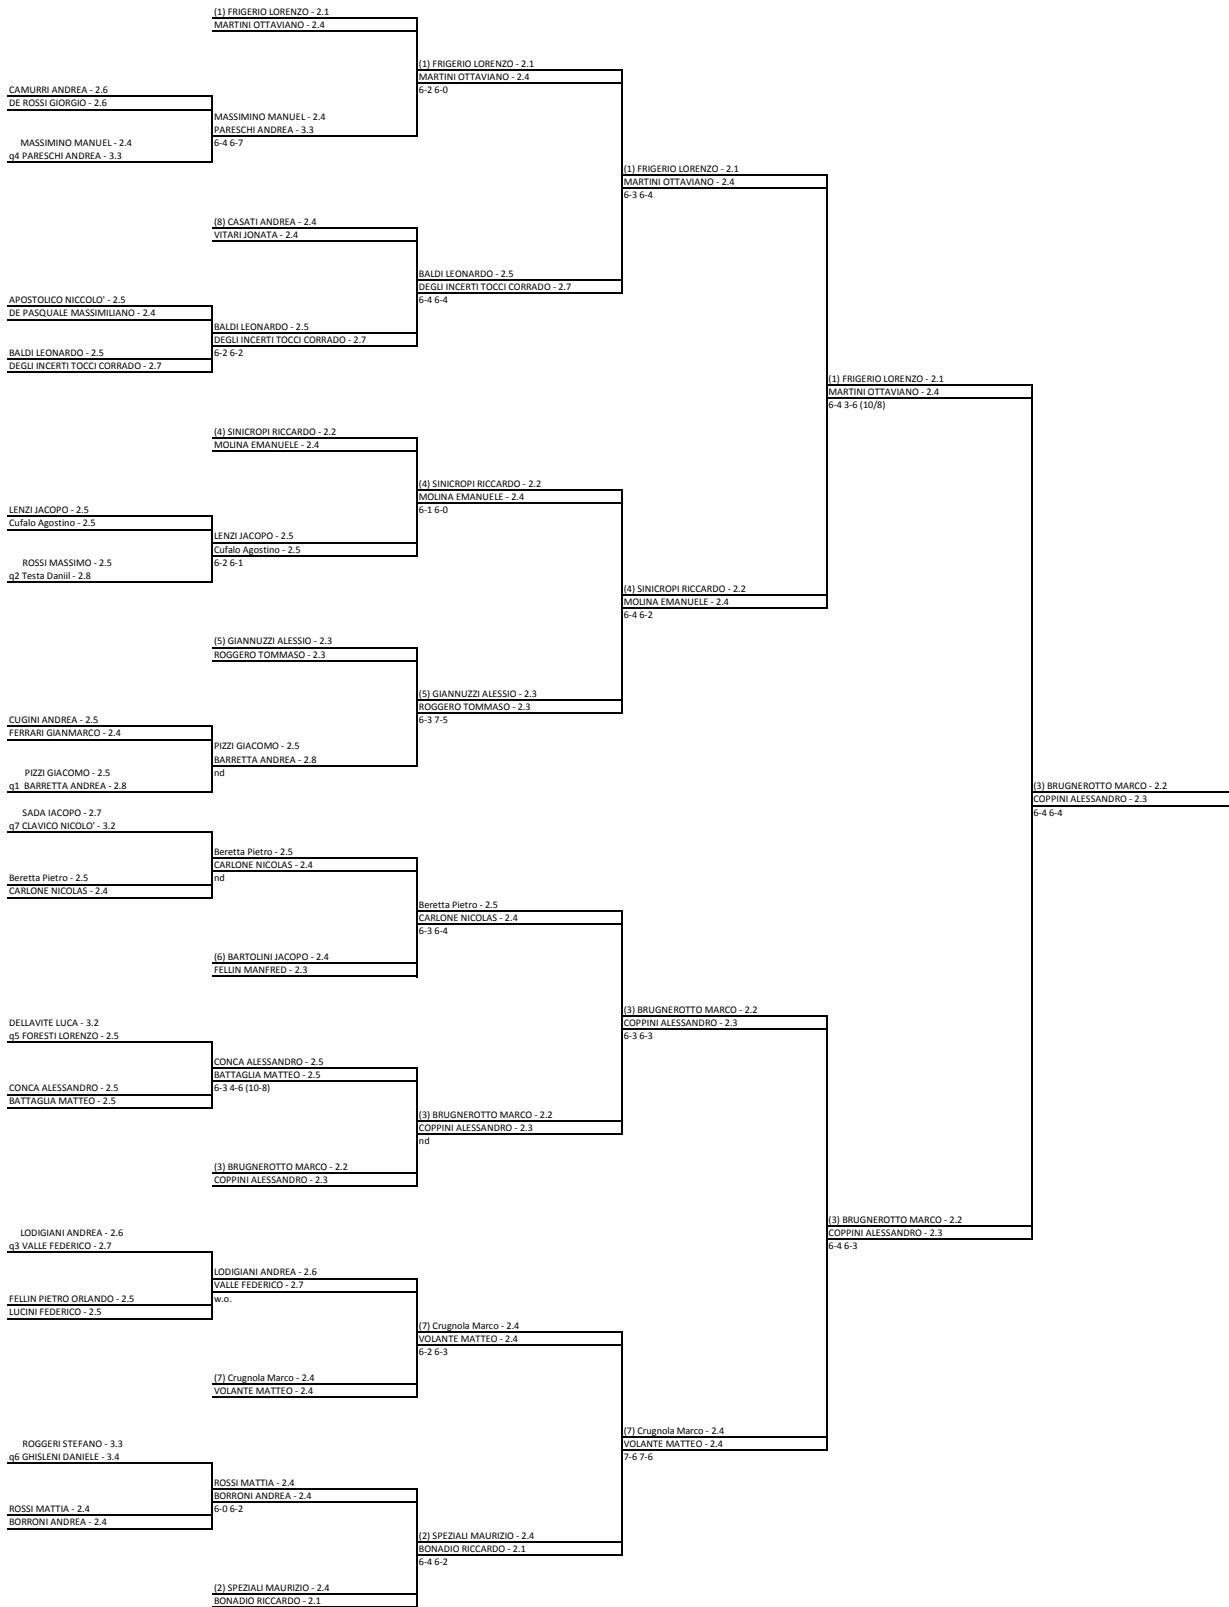 (1) FRIGERIO LORENZO - 2.1
MARTINI OTTAVIANO - 2.4
(1) FRIGERIO LORENZO - 2.1
MARTINI OTTAVIANO - 2.4
6-2 6-0
CAMURRI ANDREA - 2.6
DE ROSSI GIORGIO - 2.6
MASSIMINO MANUEL - 2.4
PARESCHI ANDREA - 3.3
6-4 6-7
MASSIMINO MANUEL - 2.4
q4 PARESCHI ANDREA - 3.3
(1) FRIGERIO LORENZO - 2.1
MARTINI OTTAVIANO - 2.4
6-3 6-4
(8) CASATI ANDREA - 2.4
VITARI JONATA - 2.4
BALDI LEONARDO - 2.5
DEGLI INCERTI TOCCI CORRADO - 2.7
6-4 6-4
APOSTOLICO NICCOLO' - 2.5
DE PASQUALE MASSIMILIANO - 2.4
BALDI LEONARDO - 2.5
DEGLI INCERTI TOCCI CORRADO - 2.7
6-2 6-2
BALDI LEONARDO - 2.5
DEGLI INCERTI TOCCI CORRADO - 2.7
(1) FRIGERIO LORENZO - 2.1
MARTINI OTTAVIANO - 2.4
6-4 3-6 (10/8)
(4) SINICROPI RICCARDO - 2.2
MOLINA EMANUELE - 2.4
(4) SINICROPI RICCARDO - 2.2
MOLINA EMANUELE - 2.4
6-1 6-0
LENZI JACOPO - 2.5
Cufalo Agostino - 2.5
LENZI JACOPO - 2.5
Cufalo Agostino - 2.5
6-2 6-1
ROSSI MASSIMO - 2.5
q2 Testa Daniil - 2.8
(4) SINICROPI RICCARDO - 2.2
MOLINA EMANUELE - 2.4
6-4 6-2
(5) GIANNUZZI ALESSIO - 2.3
ROGGERO TOMMASO - 2.3
(5) GIANNUZZI ALESSIO - 2.3
ROGGERO TOMMASO - 2.3
6-3 7-5
CUGINI ANDREA - 2.5
FERRARI GIANMARCO - 2.4
PIZZI GIACOMO - 2.5
BARRETTA ANDREA - 2.8
nd
PIZZI GIACOMO - 2.5
q1 BARRETTA ANDREA - 2.8
(3) BRUGNEROTTO MARCO - 2.2
COPPINI ALESSANDRO - 2.3
6-4 6-4
SADA IACOPO - 2.7
q7 CLAVICO NICOLO' - 3.2
Beretta Pietro - 2.5
CARLONE NICOLAS - 2.4
nd
Beretta Pietro - 2.5
CARLONE NICOLAS - 2.4
Beretta Pietro - 2.5
CARLONE NICOLAS - 2.4
6-3 6-4
(6) BARTOLINI JACOPO - 2.4
FELLIN MANFRED - 2.3
(3) BRUGNEROTTO MARCO - 2.2
COPPINI ALESSANDRO - 2.3
6-3 6-3
DELLAVITE LUCA - 3.2
q5 FORESTI LORENZO - 2.5
CONCA ALESSANDRO - 2.5
BATTAGLIA MATTEO - 2.5
6-3 4-6 (10-8)
CONCA ALESSANDRO - 2.5
BATTAGLIA MATTEO - 2.5
(3) BRUGNEROTTO MARCO - 2.2
COPPINI ALESSANDRO - 2.3
nd
(3) BRUGNEROTTO MARCO - 2.2
COPPINI ALESSANDRO - 2.3
(3) BRUGNEROTTO MARCO - 2.2
COPPINI ALESSANDRO - 2.3
6-4 6-3
LODIGIANI ANDREA - 2.6
q3 VALLE FEDERICO - 2.7
LODIGIANI ANDREA - 2.6
VALLE FEDERICO - 2.7
w.o.
FELLIN PIETRO ORLANDO - 2.5
LUCINI FEDERICO - 2.5
(7) Crugnola Marco - 2.4
VOLANTE MATTEO - 2.4
6-2 6-3
(7) Crugnola Marco - 2.4
VOLANTE MATTEO - 2.4
(7) Crugnola Marco - 2.4
VOLANTE MATTEO - 2.4
7-6 7-6
ROGGERI STEFANO - 3.3
q6 GHISLENI DANIELE - 3.4
ROSSI MATTIA - 2.4
BORRONI ANDREA - 2.4
6-0 6-2
ROSSI MATTIA - 2.4
BORRONI ANDREA - 2.4
(2) SPEZIALI MAURIZIO - 2.4
BONADIO RICCARDO - 2.1
6-4 6-2
(2) SPEZIALI MAURIZIO - 2.4
BONADIO RICCARDO - 2.1